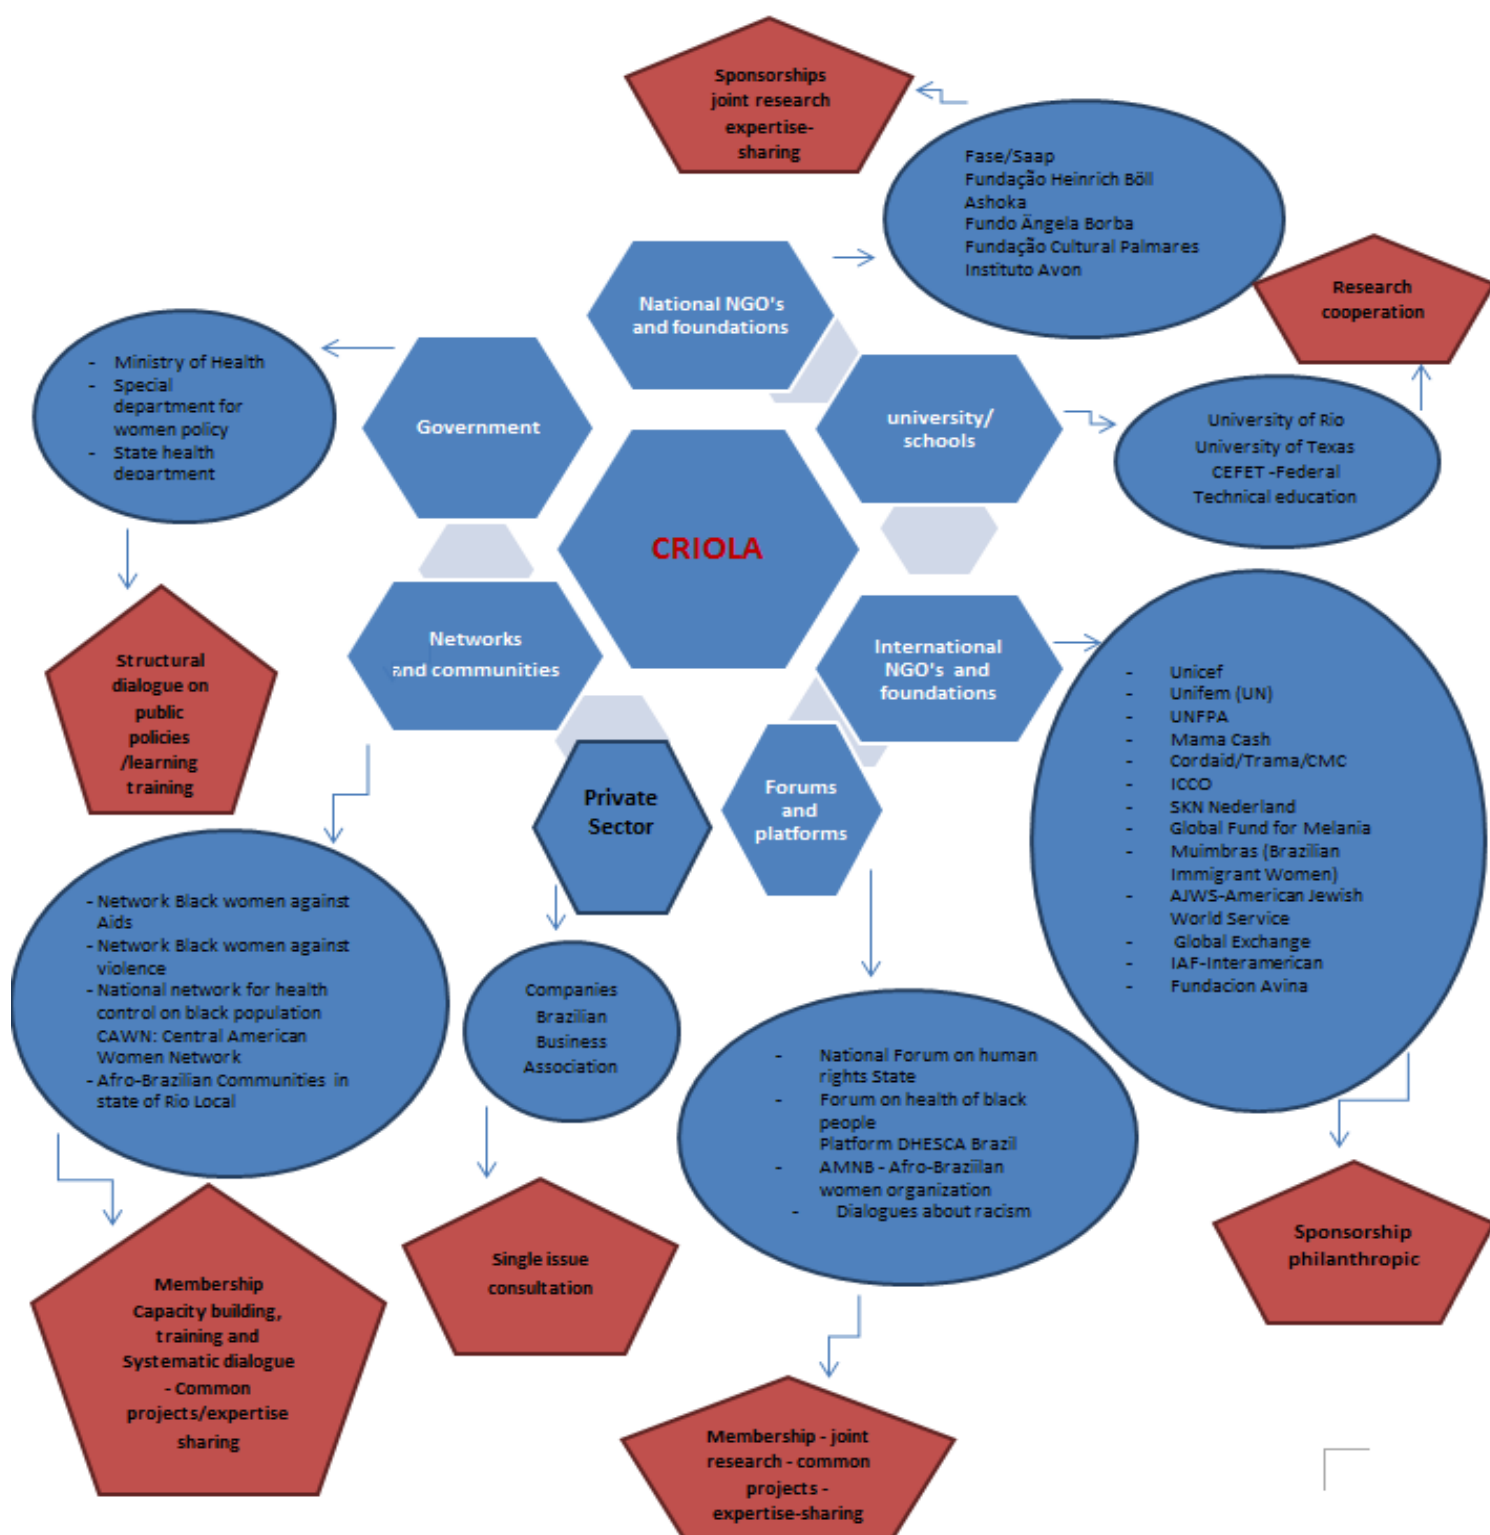 Sponsorships
joint research
expertise-
sharing
Fase/Saap
Fundação Heinrich Böll
Ashoka
Fundo Ängela Borba
Fundação Cultural Palmares
Instituto Avon
National NGO's
and foundations
Research
cooperation
- Ministry of Health
- Special
department for
women policy
- State health
department
Government
university/
schools
University of Rio
University of Texas
CEFET -Federal
Technical education
CRIOLA
Networks
and communities
International
NGO's and
foundations
Structural
dialogue on
public
policies
/learning
training
Private
Sector
Forums
and
platforms
- Unicef
- Unifem (UN)
- UNFPA
- Mama Cash
- Cordaid/Trama/CMC
- ICCO
- SKN Nederland
- Global Fund for Melania
- Muimbras (Brazilian
Immigrant Women)
- AJWS-American Jewish
World Service
- Global Exchange
- IAF-Interamerican
- Fundacion Avina
- Network Black women against
Aids
- Network Black women against
violence
- National network for health
control on black population
CAWN: Central American
Women Network
- Afro-Brazilian Communities in
state of Rio Local
Companies
Brazilian
Business
Association
- National Forum on human
rights State
- Forum on health of black
people
Platform DHESCA Brazil
- AMNB - Afro-Braziilan
women organization
- Dialogues about racism
Membership
Capacity building,
training and
Systematic dialogue
- Common
projects/expertise
sharing
Single issue
consultation
Sponsorship
philanthropic
Membership - joint
research - common
projects -
expertise-sharing